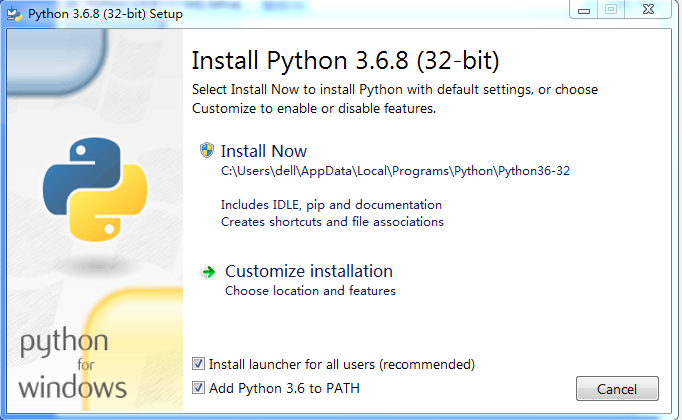 Python 3.6.8 (32-bit) Setup
Install Python 3.6.8 (32-bit)
Select Install Now to install Python with default settings, or choose
Customize to enable or disable features.
Install Now
C:\Users\dell\AppData\Local\Programs\Python\Python36-32
Includes IDLE, pip and documentation
Creates shortcuts and file associations
Customize installation
Choose location and features
python
for
windows
Install launcher for all users (recommended)
Add Python 3.6 to PATH
Cancel